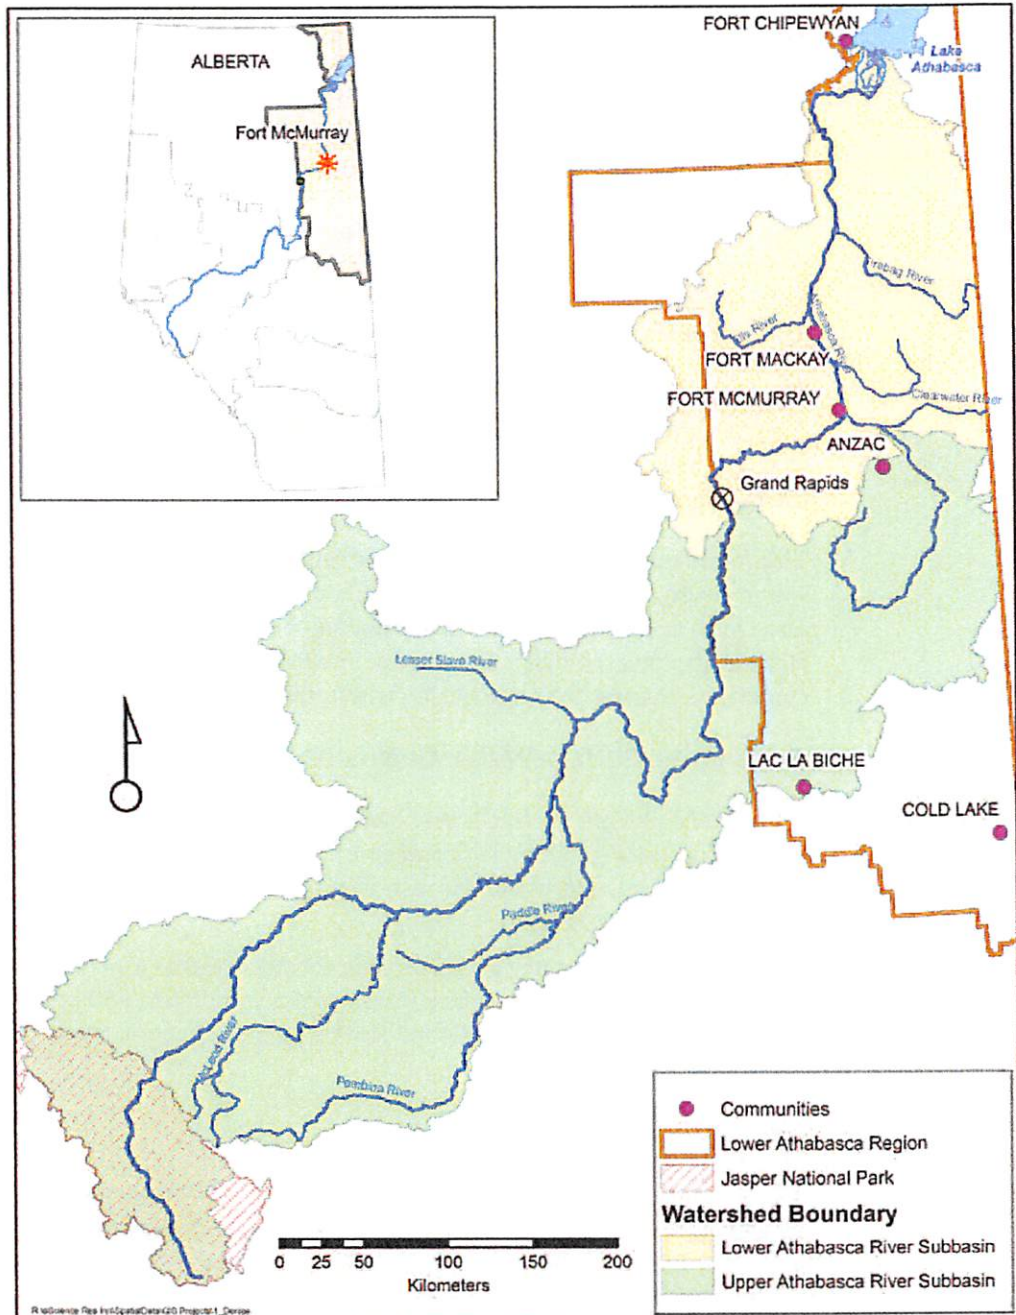 FORT CHIPEWYAN
Lake
Athabasca
ALBERTA
Fort McMurray
Firebag River
Ells River
Athabasca River
FORT MACKAY
FORT MCMURRAY
Clearwater River
ANZAC
Grand Rapids
Lesser Slave River
LAC LA BICHE
COLD LAKE
Paddle River
McLeod River
Pembina River
Communities
Lower Athabasca Region
Jasper National Park
Watershed Boundary
Lower Athabasca River Subbasin
Upper Athabasca River Subbasin
0 25 50 100 150 200
Kilometers